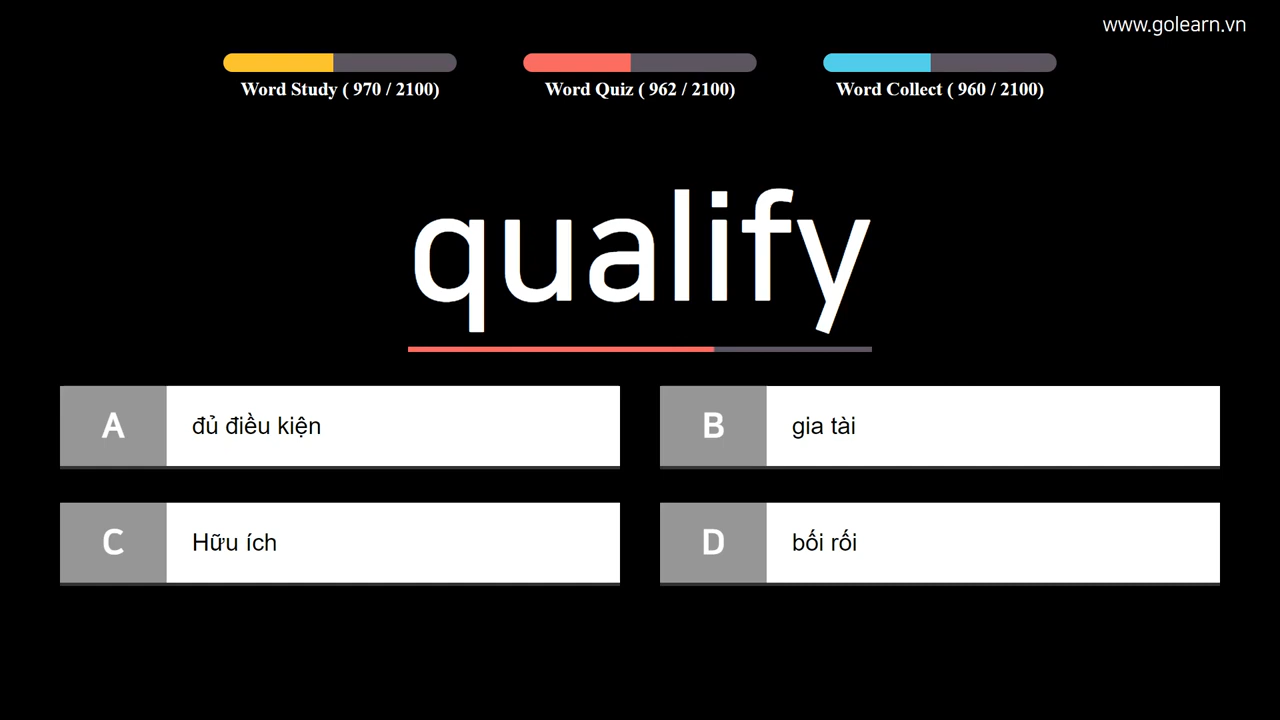 www.golearn.vn
Word Study ( 970 / 2100)
Word Quiz ( 962 / 2100)
Word Collect ( 960 / 2100)
qualify
A đủ điều kiện
B gia tài
C Hữu ích
D bối rối